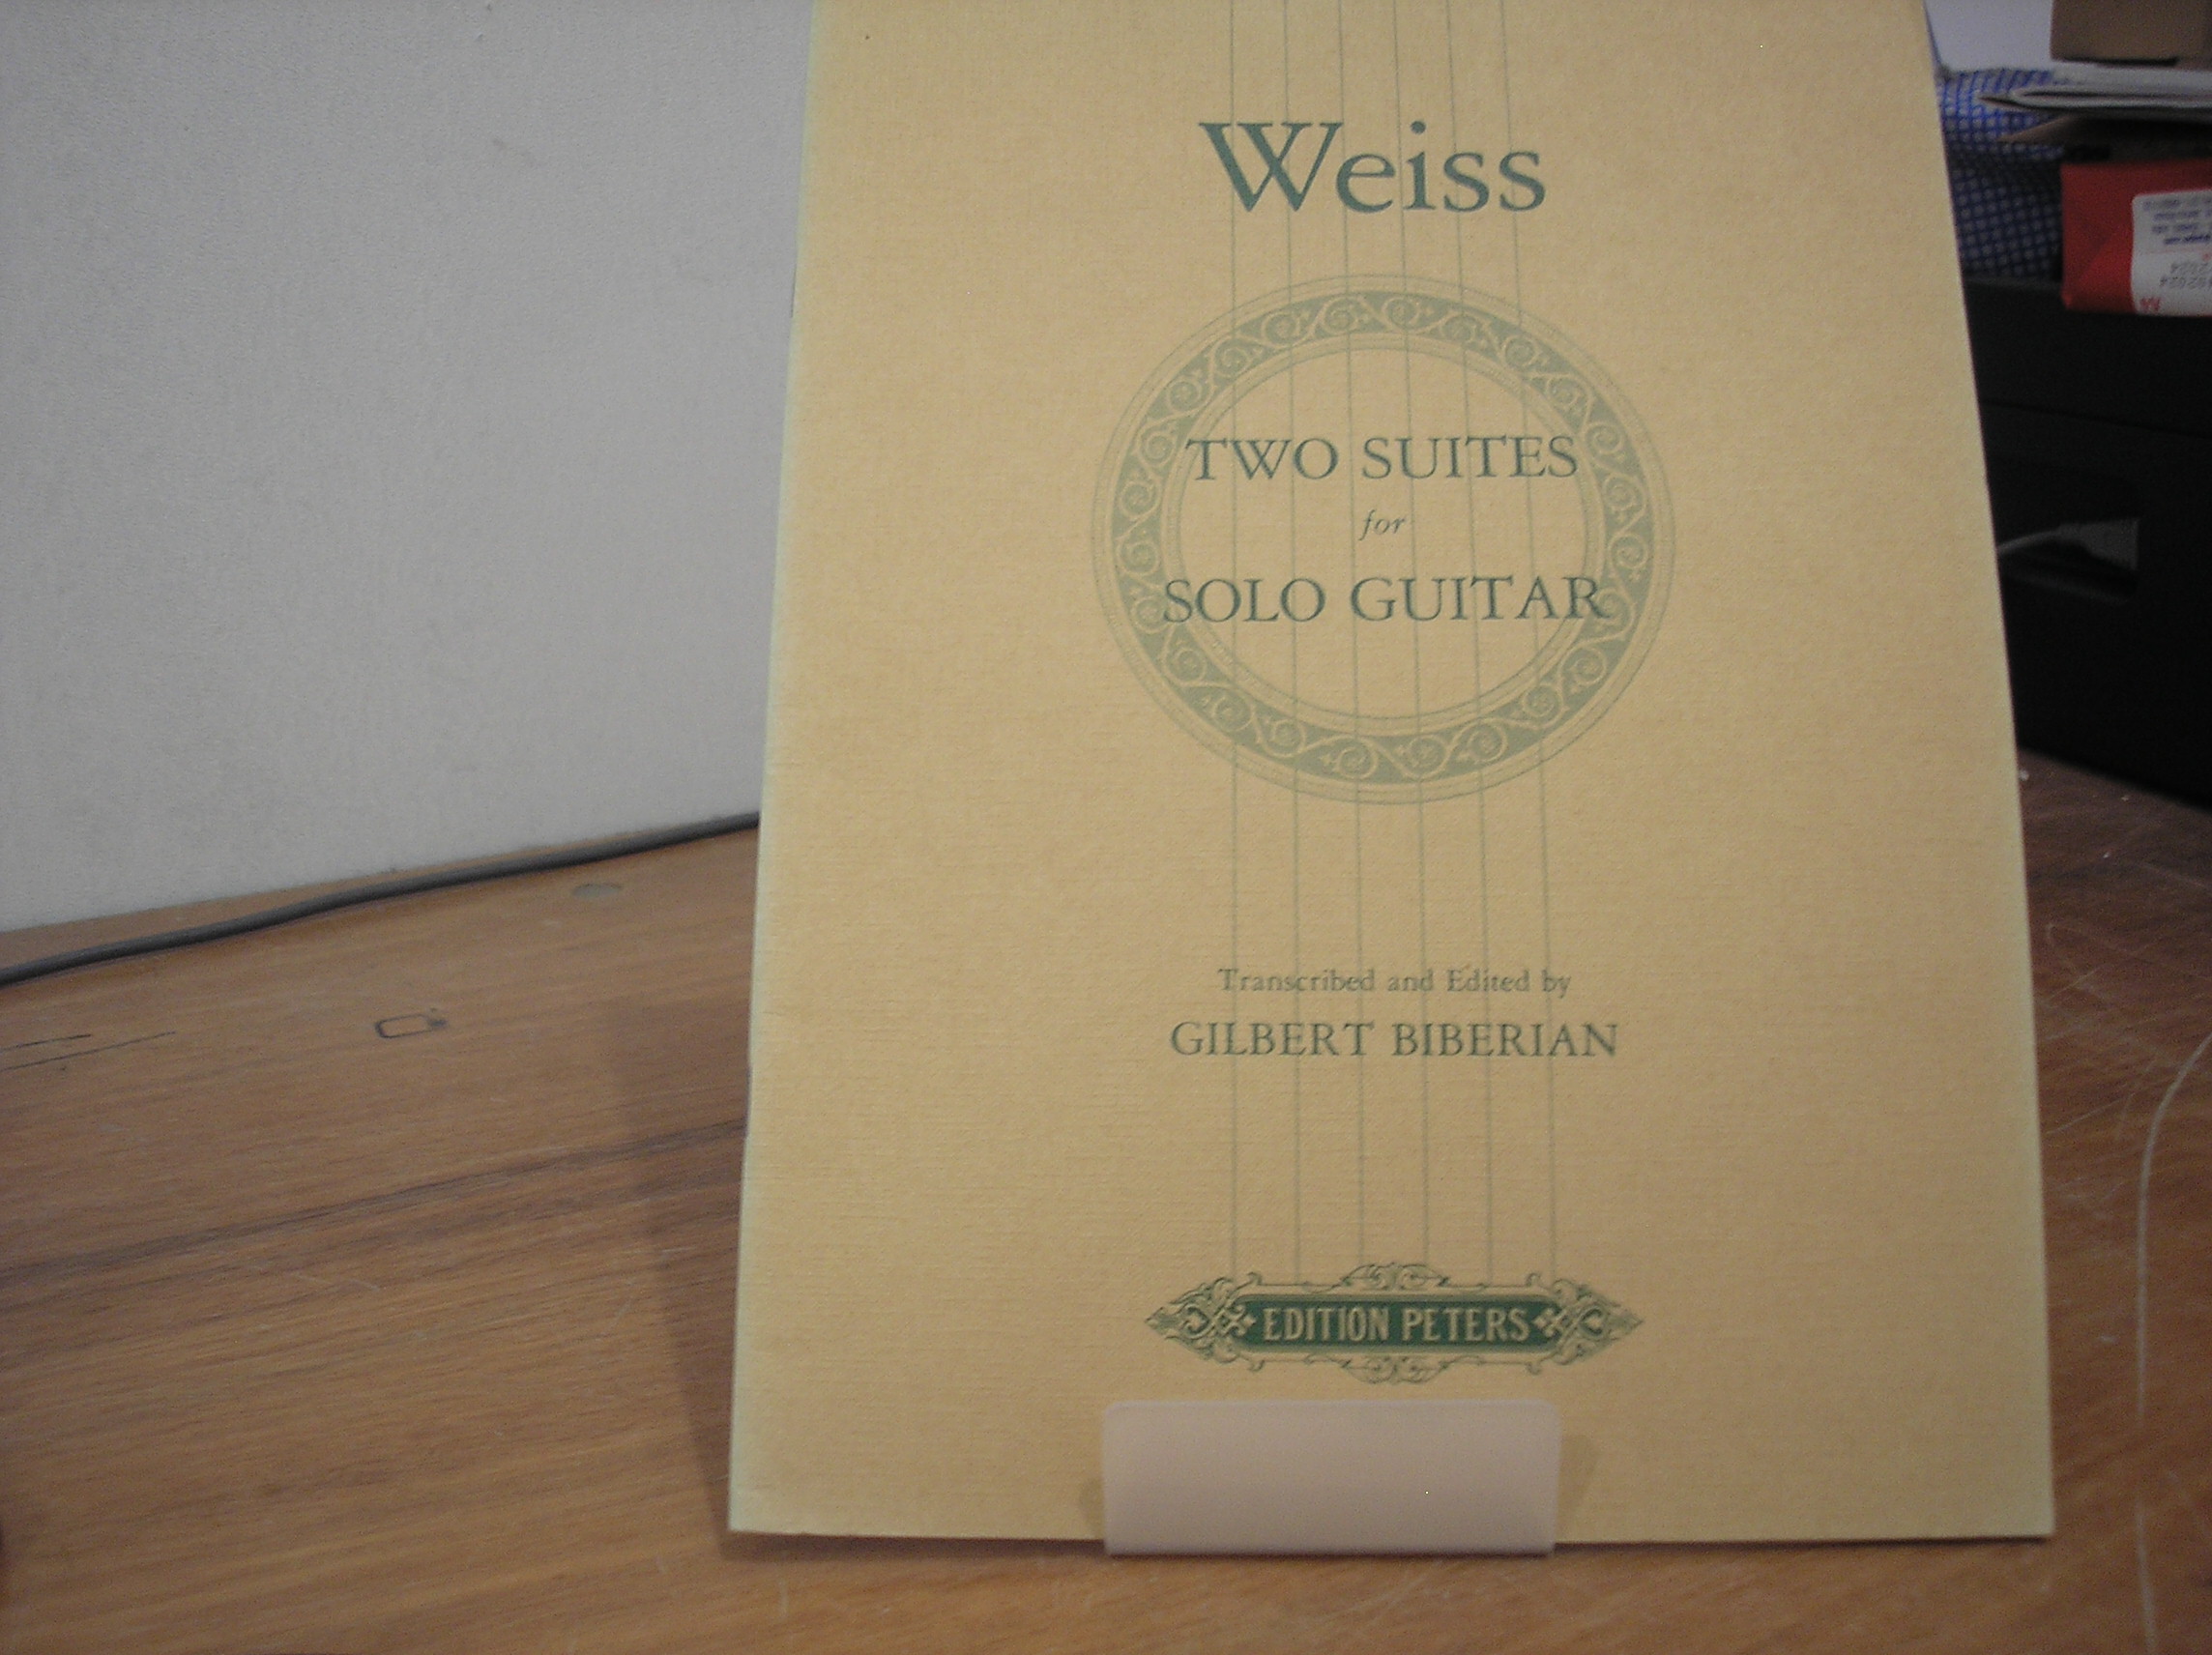 Weiss
TWO SUITES
for
SOLO GUITAR
Transcribed and Edited by
GILBERT BIBERIAN
EDITION PETERS